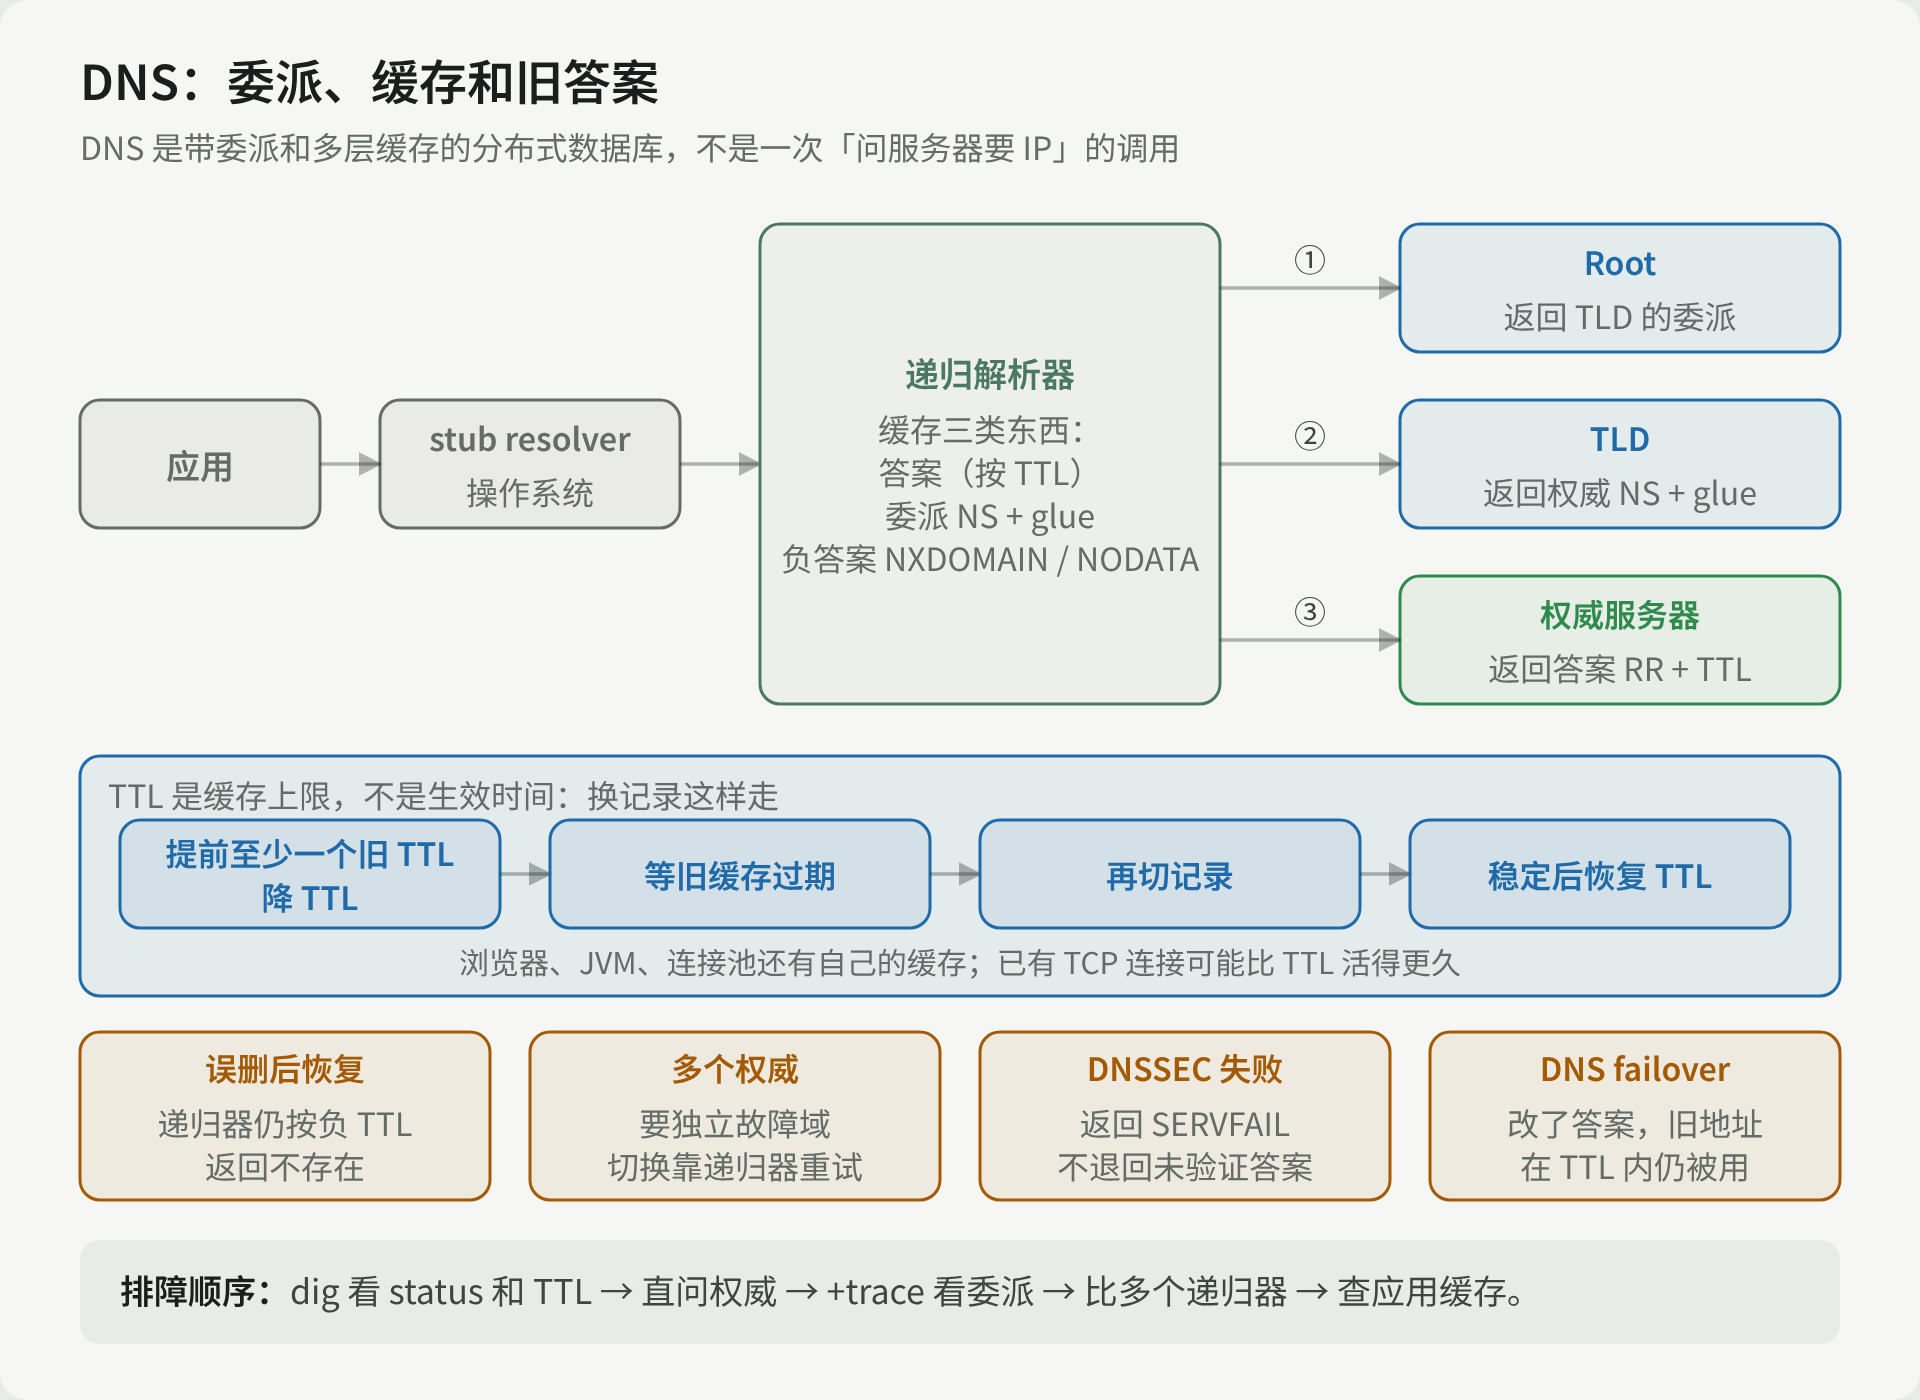 DNS：委派、缓存和旧答案
DNS 是带委派和多层缓存的分布式数据库，不是一次「问服务器要 IP」的调用
应用
stub resolver
操作系统
递归解析器
缓存三类东西：
答案（按 TTL）
委派 NS + glue
负答案 NXDOMAIN / NODATA
①
Root
返回 TLD 的委派
②
TLD
返回权威 NS + glue
③
权威服务器
返回答案 RR + TTL
TTL 是缓存上限，不是生效时间：换记录这样走
提前至少一个旧 TTL
降 TTL
等旧缓存过期
再切记录
稳定后恢复 TTL
浏览器、JVM、连接池还有自己的缓存；已有 TCP 连接可能比 TTL 活得更久
误删后恢复
递归器仍按负 TTL
返回不存在
多个权威
要独立故障域
切换靠递归器重试
DNSSEC 失败
返回 SERVFAIL
不退回未验证答案
DNS failover
改了答案，旧地址
在 TTL 内仍被用
排障顺序：dig 看 status 和 TTL → 直问权威 → +trace 看委派 → 比多个递归器 → 查应用缓存。